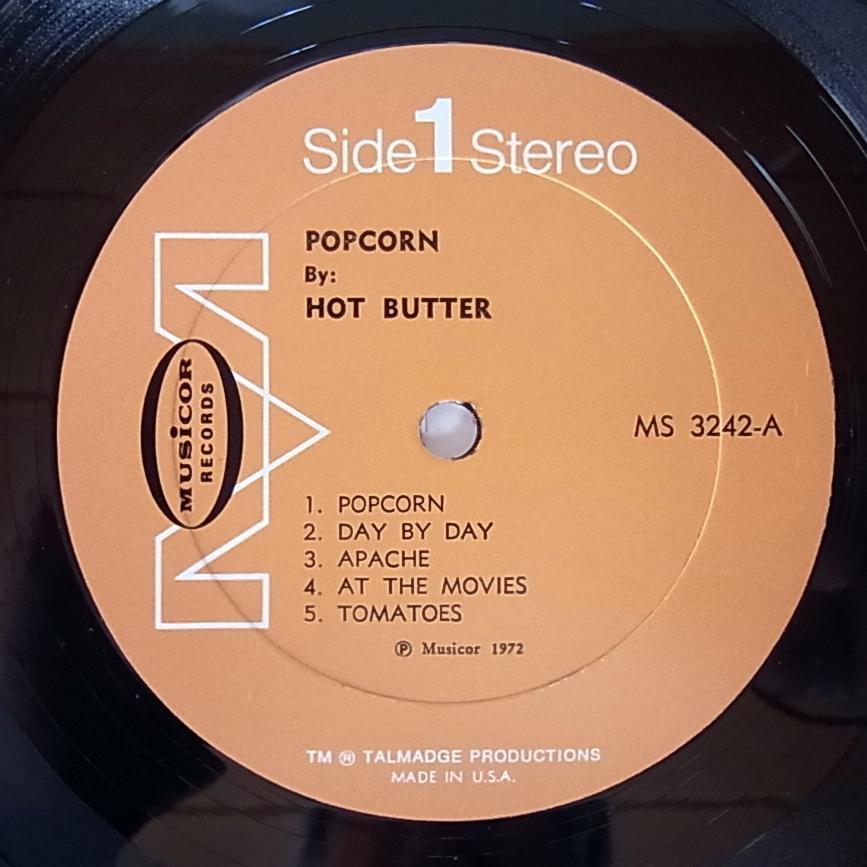 Side 1 Stereo
POPCORN
By:
HOT BUTTER
MUSICOR
RECORDS
MS 3242-A
1. POPCORN
2. DAY BY DAY
3. APACHE
4. AT THE MOVIES
5. TOMATOES
℗ Musicor 1972
TM ® TALMADGE PRODUCTIONS
MADE IN U.S.A.